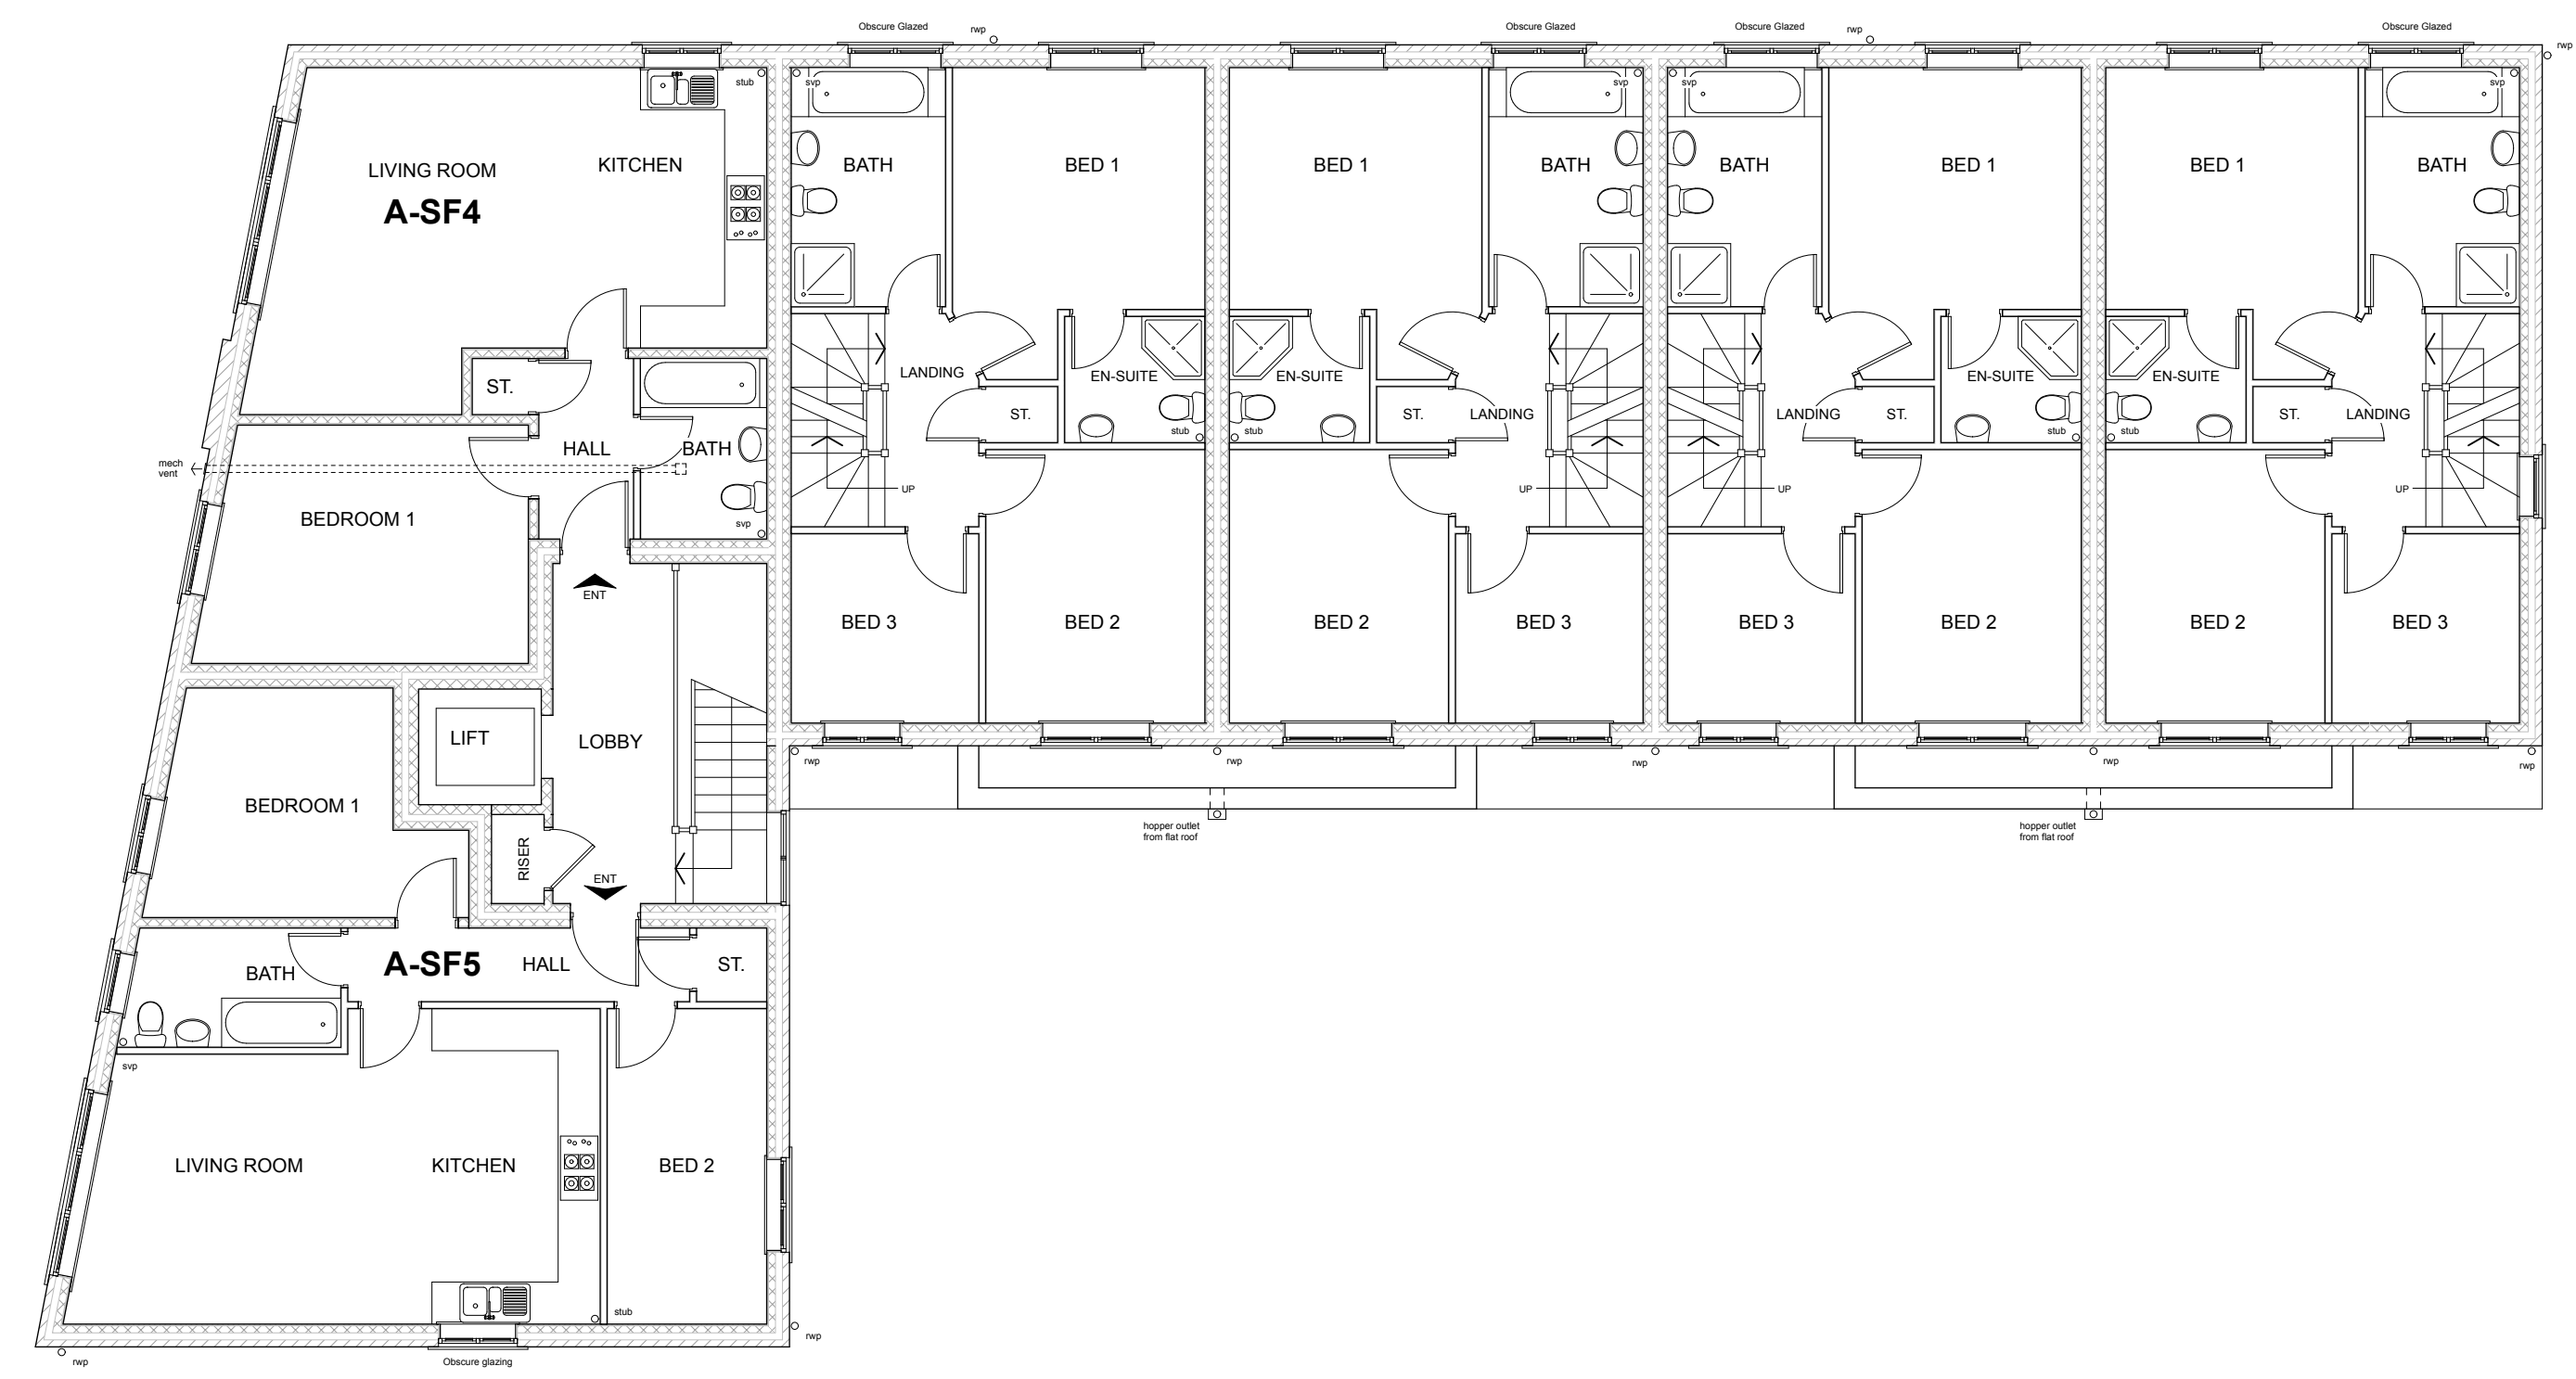 Obscure Glazed
rwp
Obscure Glazed
Obscure Glazed
rwp
Obscure Glazed
rwp
stub
svp
svp
svp
svp
LIVING ROOM
KITCHEN
A-SF4
BATH
BED 1
BED 1
BATH
BATH
BED 1
BED 1
BATH
ST.
LANDING
EN-SUITE
EN-SUITE
EN-SUITE
EN-SUITE
ST.
ST.
LANDING
LANDING
ST.
ST.
LANDING
stub
stub
stub
stub
HALL
BATH
mech
vent
UP
UP
UP
UP
BEDROOM 1
svp
ENT
BED 3
BED 2
BED 2
BED 3
BED 3
BED 2
BED 2
BED 3
LIFT
LOBBY
rwp
rwp
rwp
rwp
rwp
BEDROOM 1
hopper outlet
from flat roof
hopper outlet
from flat roof
RISER
ENT
BATH
A-SF5
HALL
ST.
svp
LIVING ROOM
KITCHEN
BED 2
stub
rwp
rwp
Obscure glazing